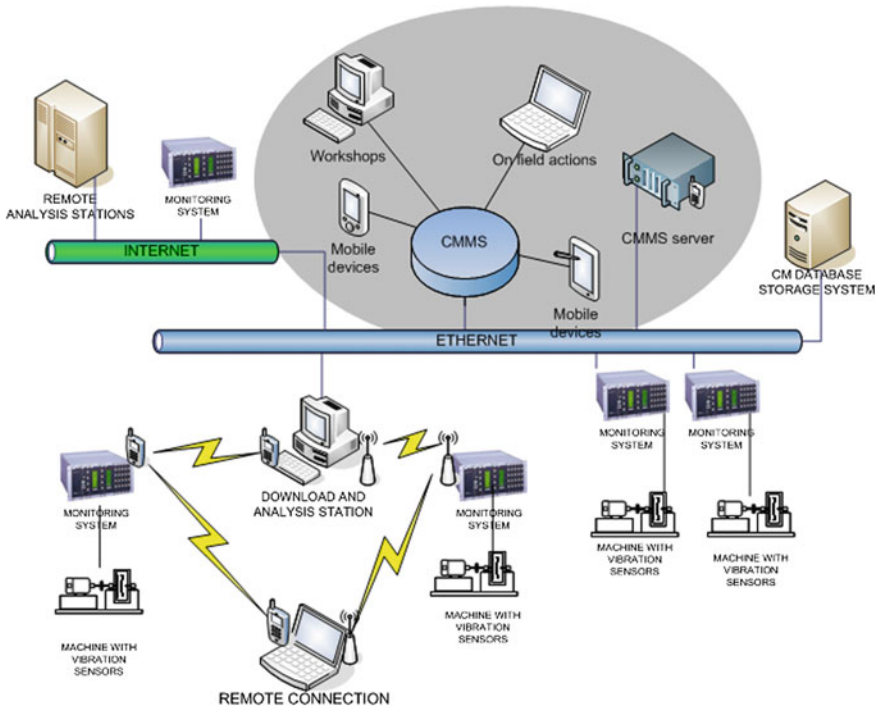 Workshops
On field actions
REMOTE
ANALYSIS STATIONS
MONITORING
SYSTEM
Mobile
devices
CMMS
CMMS server
INTERNET
CM DATABASE
STORAGE SYSTEM
Mobile
devices
ETHERNET
MONITORING
SYSTEM
MONITORING
SYSTEM
DOWNLOAD AND
ANALYSIS STATION
MONITORING
SYSTEM
MONITORING
SYSTEM
MACHINE WITH
VIBRATION
SENSORS
MACHINE WITH
VIBRATION
SENSORS
MACHINE WITH
VIBRATION
SENSORS
MACHINE WITH
VIBRATION
SENSORS
REMOTE CONNECTION